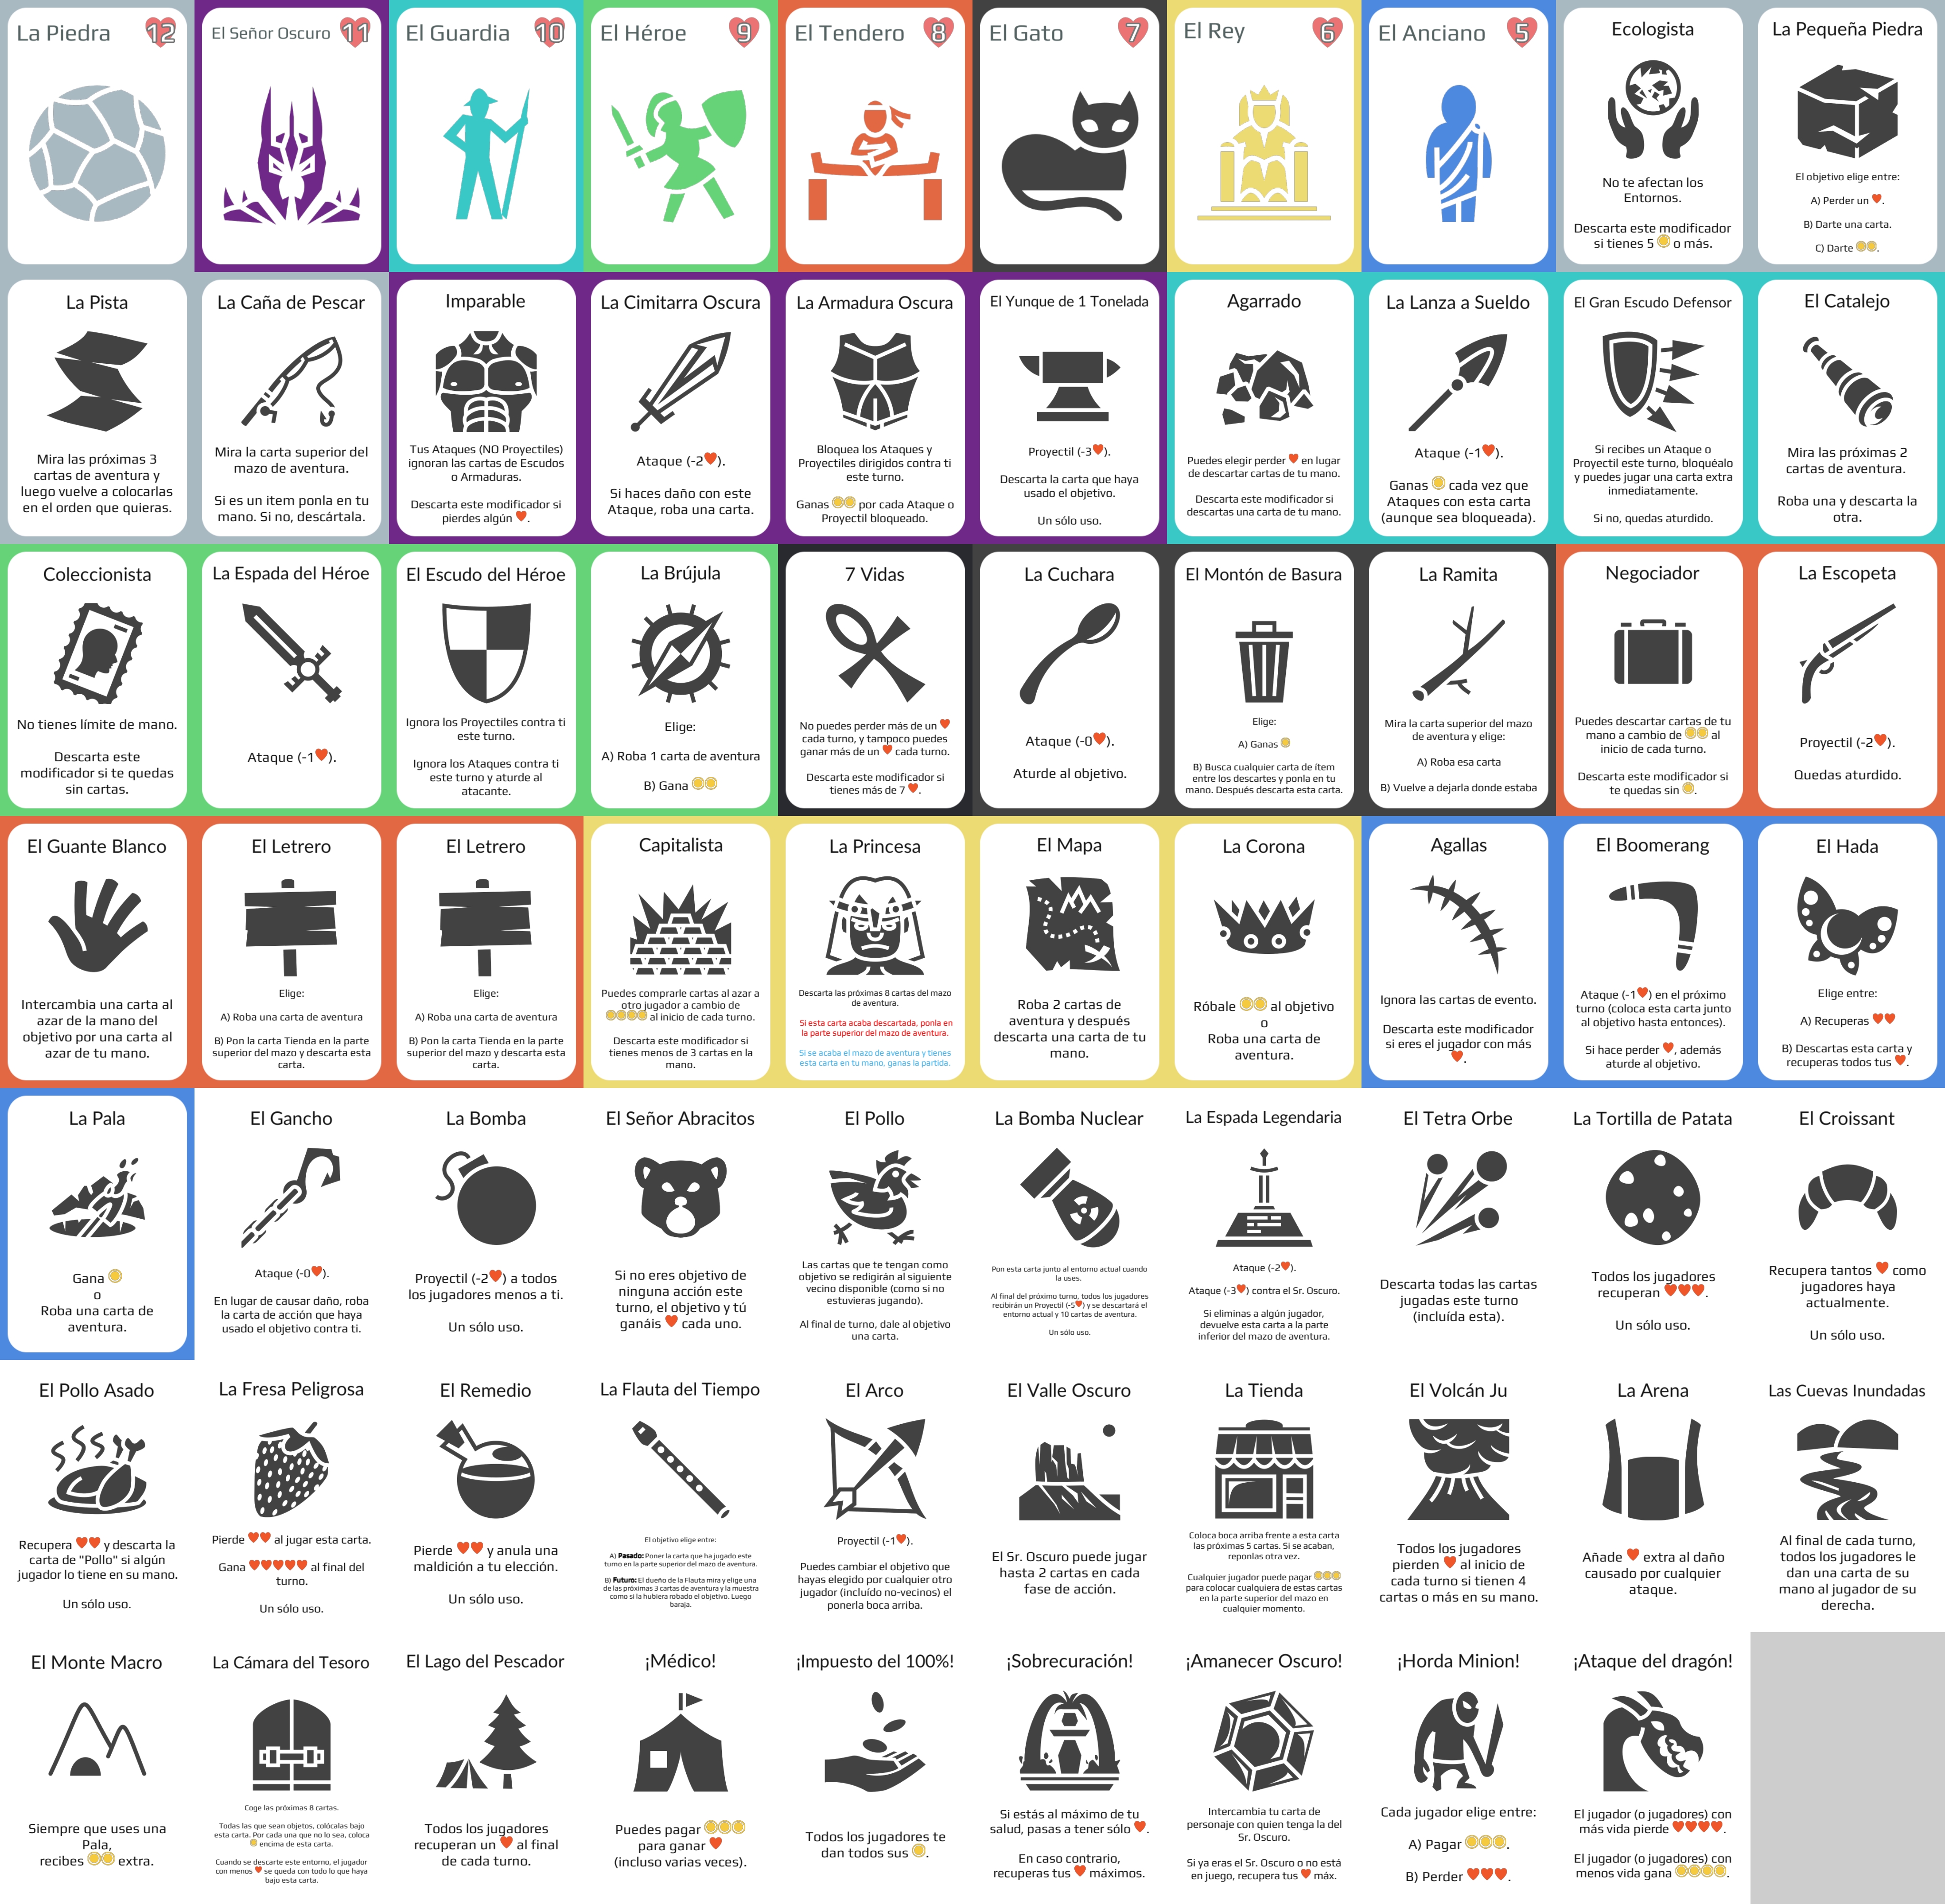 La Piedra 12
El Señor Oscuro 11
El Guardia 10
El Héroe 9
El Tendero 8
El Gato 7
El Rey 6
El Anciano 5
Ecologista
No te afectan los
Entornos.
Descarta este modificador
si tienes 5 o más.
La Pequeña Piedra
El objetivo elige entre:
A) Perder un .
B) Darte una carta.
C) Darte .
La Pista
Mira las próximas 3
cartas de aventura y
luego vuelve a colocarlas
en el orden que quieras.
La Caña de Pescar
Mira la carta superior del
mazo de aventura.
Si es un item ponla en tu
mano. Si no, descártala.
Imparable
Tus Ataques (NO Proyectiles)
ignoran las cartas de Escudos
o Armaduras.
Descarta este modificador si
pierdes algún .
La Cimitarra Oscura
Ataque (-2).
Si haces daño con este
Ataque, roba una carta.
La Armadura Oscura
Bloquea los Ataques y
Proyectiles dirigidos contra ti
este turno.
Ganas por cada Ataque o
Proyectil bloqueado.
El Yunque de 1 Tonelada
Proyectil (-3).
Descarta la carta que haya
usado el objetivo.
Un sólo uso.
Agarrado
Puedes elegir perder en lugar
de descartar cartas de tu mano.
Descarta este modificador si
descartas una carta de tu mano.
La Lanza a Sueldo
Ataque (-1).
Ganas cada vez que
Ataques con esta carta
(aunque sea bloqueada).
El Gran Escudo Defensor
Si recibes un Ataque o
Proyectil este turno, bloquéalo
y puedes jugar una carta extra
inmediatamente.
Si no, quedas aturdido.
El Catalejo
Mira las próximas 2
cartas de aventura.
Roba una y descarta la
otra.
Coleccionista
No tienes límite de mano.
Descarta este
modificador si te quedas
sin cartas.
La Espada del Héroe
Ataque (-1).
El Escudo del Héroe
Ignora los Proyectiles contra ti
este turno.
Ignora los Ataques contra ti
este turno y aturde al
atacante.
La Brújula
Elige:
A) Roba 1 carta de aventura
B) Gana
7 Vidas
No puedes perder más de un
cada turno, y tampoco puedes
ganar más de un cada turno.
Descarta este modificador si
tienes más de 7 .
La Cuchara
Ataque (-0).
Aturde al objetivo.
El Montón de Basura
Elige:
A) Ganas
B) Busca cualquier carta de ítem
entre los descartes y ponla en tu
mano. Después descarta esta carta.
La Ramita
Mira la carta superior del mazo
de aventura y elige:
A) Roba esa carta
B) Vuelve a dejarla donde estaba
Negociador
Puedes descartar cartas de tu
mano a cambio de al
inicio de cada turno.
Descarta este modificador si
te quedas sin .
La Escopeta
Proyectil (-2).
Quedas aturdido.
El Guante Blanco
Intercambia una carta al
azar de la mano del
objetivo por una carta al
azar de tu mano.
El Letrero
Elige:
A) Roba una carta de aventura
B) Pon la carta Tienda en la parte
superior del mazo y descarta esta
carta.
El Letrero
Elige:
A) Roba una carta de aventura
B) Pon la carta Tienda en la parte
superior del mazo y descarta esta
carta.
Capitalista
Puedes comprarle cartas al azar a
otro jugador a cambio de
al inicio de cada turno.
Descarta este modificador si
tienes menos de 3 cartas en la
mano.
La Princesa
Descarta las próximas 8 cartas del mazo
de aventura.
Si esta carta acaba descartada, ponla en
la parte superior del mazo de aventura.
Si se acaba el mazo de aventura y tienes
esta carta en tu mano, ganas la partida.
El Mapa
Roba 2 cartas de
aventura y después
descarta una carta de tu
mano.
La Corona
Róbale al objetivo
o
Roba una carta de
aventura.
Agallas
Ignora las cartas de evento.
Descarta este modificador
si eres el jugador con más
.
El Boomerang
Ataque (-1) en el próximo
turno (coloca esta carta junto
al objetivo hasta entonces).
Si hace perder , además
aturde al objetivo.
El Hada
Elige entre:
A) Recuperas
B) Descartas esta carta y
recuperas todos tus .
La Pala
Gana
o
Roba una carta de
aventura.
El Gancho
Ataque (-0).
En lugar de causar daño, roba
la carta de acción que haya
usado el objetivo contra ti.
La Bomba
Proyectil (-2) a todos
los jugadores menos a ti.
Un sólo uso.
El Señor Abracitos
Si no eres objetivo de
ninguna acción este
turno, el objetivo y tú
ganáis cada uno.
El Pollo
Las cartas que te tengan como
objetivo se redirigirán al siguiente
vecino disponible (como si no
estuvieras jugando).
Al final de turno, dale al objetivo
una carta.
La Bomba Nuclear
Pon esta carta junto al entorno actual cuando
la uses.
Al final del próximo turno, todos los jugadores
recibirán un Proyectil (-5) y se descartará el
entorno actual y 10 cartas de aventura.
Un sólo uso.
La Espada Legendaria
Ataque (-2).
Ataque (-3) contra el Sr. Oscuro.
Si eliminas a algún jugador,
devuelve esta carta a la parte
inferior del mazo de aventura.
El Tetra Orbe
Descarta todas las cartas
jugadas este turno
(incluída esta).
La Tortilla de Patata
Todos los jugadores
recuperan .
Un sólo uso.
El Croissant
Recupera tantos como
jugadores haya
actualmente.
Un sólo uso.
El Pollo Asado
Recupera y descarta la
carta de "Pollo" si algún
jugador lo tiene en su mano.
Un sólo uso.
La Fresa Peligrosa
Pierde al jugar esta carta.
Gana al final del
turno.
Un sólo uso.
El Remedio
Pierde y anula una
maldición a tu elección.
Un sólo uso.
La Flauta del Tiempo
El objetivo elige entre:
A) Pasado: Poner la carta que ha jugado este
turno en la parte superior del mazo de aventura.
B) Futuro: El dueño de la Flauta mira y elige una
de las próximas 3 cartas de aventura y la muestra
como si la hubiera robado el objetivo. Luego
baraja.
El Arco
Proyectil (-1).
Puedes cambiar el objetivo que
hayas elegido por cualquier otro
jugador (incluído no-vecinos) el
ponerla boca arriba.
El Valle Oscuro
El Sr. Oscuro puede jugar
hasta 2 cartas en cada
fase de acción.
La Tienda
Coloca boca arriba frente a esta carta
las próximas 5 cartas. Si se acaban,
reponlas otra vez.
Cualquier jugador puede pagar
para colocar cualquiera de estas cartas
en la parte superior del mazo en
cualquier momento.
El Volcán Ju
Todos los jugadores
pierden al inicio de
cada turno si tienen 4
cartas o más en su mano.
La Arena
Añade extra al daño
causado por cualquier
ataque.
Las Cuevas Inundadas
Al final de cada turno,
todos los jugadores le
dan una carta de su
mano al jugador de su
derecha.
El Monte Macro
Siempre que uses una
Pala,
recibes extra.
La Cámara del Tesoro
Coge las próximas 8 cartas.
Todas las que sean objetos, colócalas bajo
esta carta. Por cada una que no lo sea, coloca
encima de esta carta.
Cuando se descarte este entorno, el jugador
con menos se queda con todo lo que haya
bajo esta carta.
El Lago del Pescador
Todos los jugadores
recuperan un al final
de cada turno.
¡Médico!
Puedes pagar
para ganar
(incluso varias veces).
¡Impuesto del 100%!
Todos los jugadores te
dan todos sus .
¡Sobrecuración!
Si estás al máximo de tu
salud, pasas a tener sólo .
En caso contrario,
recuperas tus máximos.
¡Amanecer Oscuro!
Intercambia tu carta de
personaje con quien tenga la del
Sr. Oscuro.
Si ya eras el Sr. Oscuro o no está
en juego, recupera tus máx.
¡Horda Minion!
Cada jugador elige entre:
A) Pagar .
B) Perder .
¡Ataque del dragón!
El jugador (o jugadores) con
más vida pierde .
El jugador (o jugadores) con
menos vida gana .